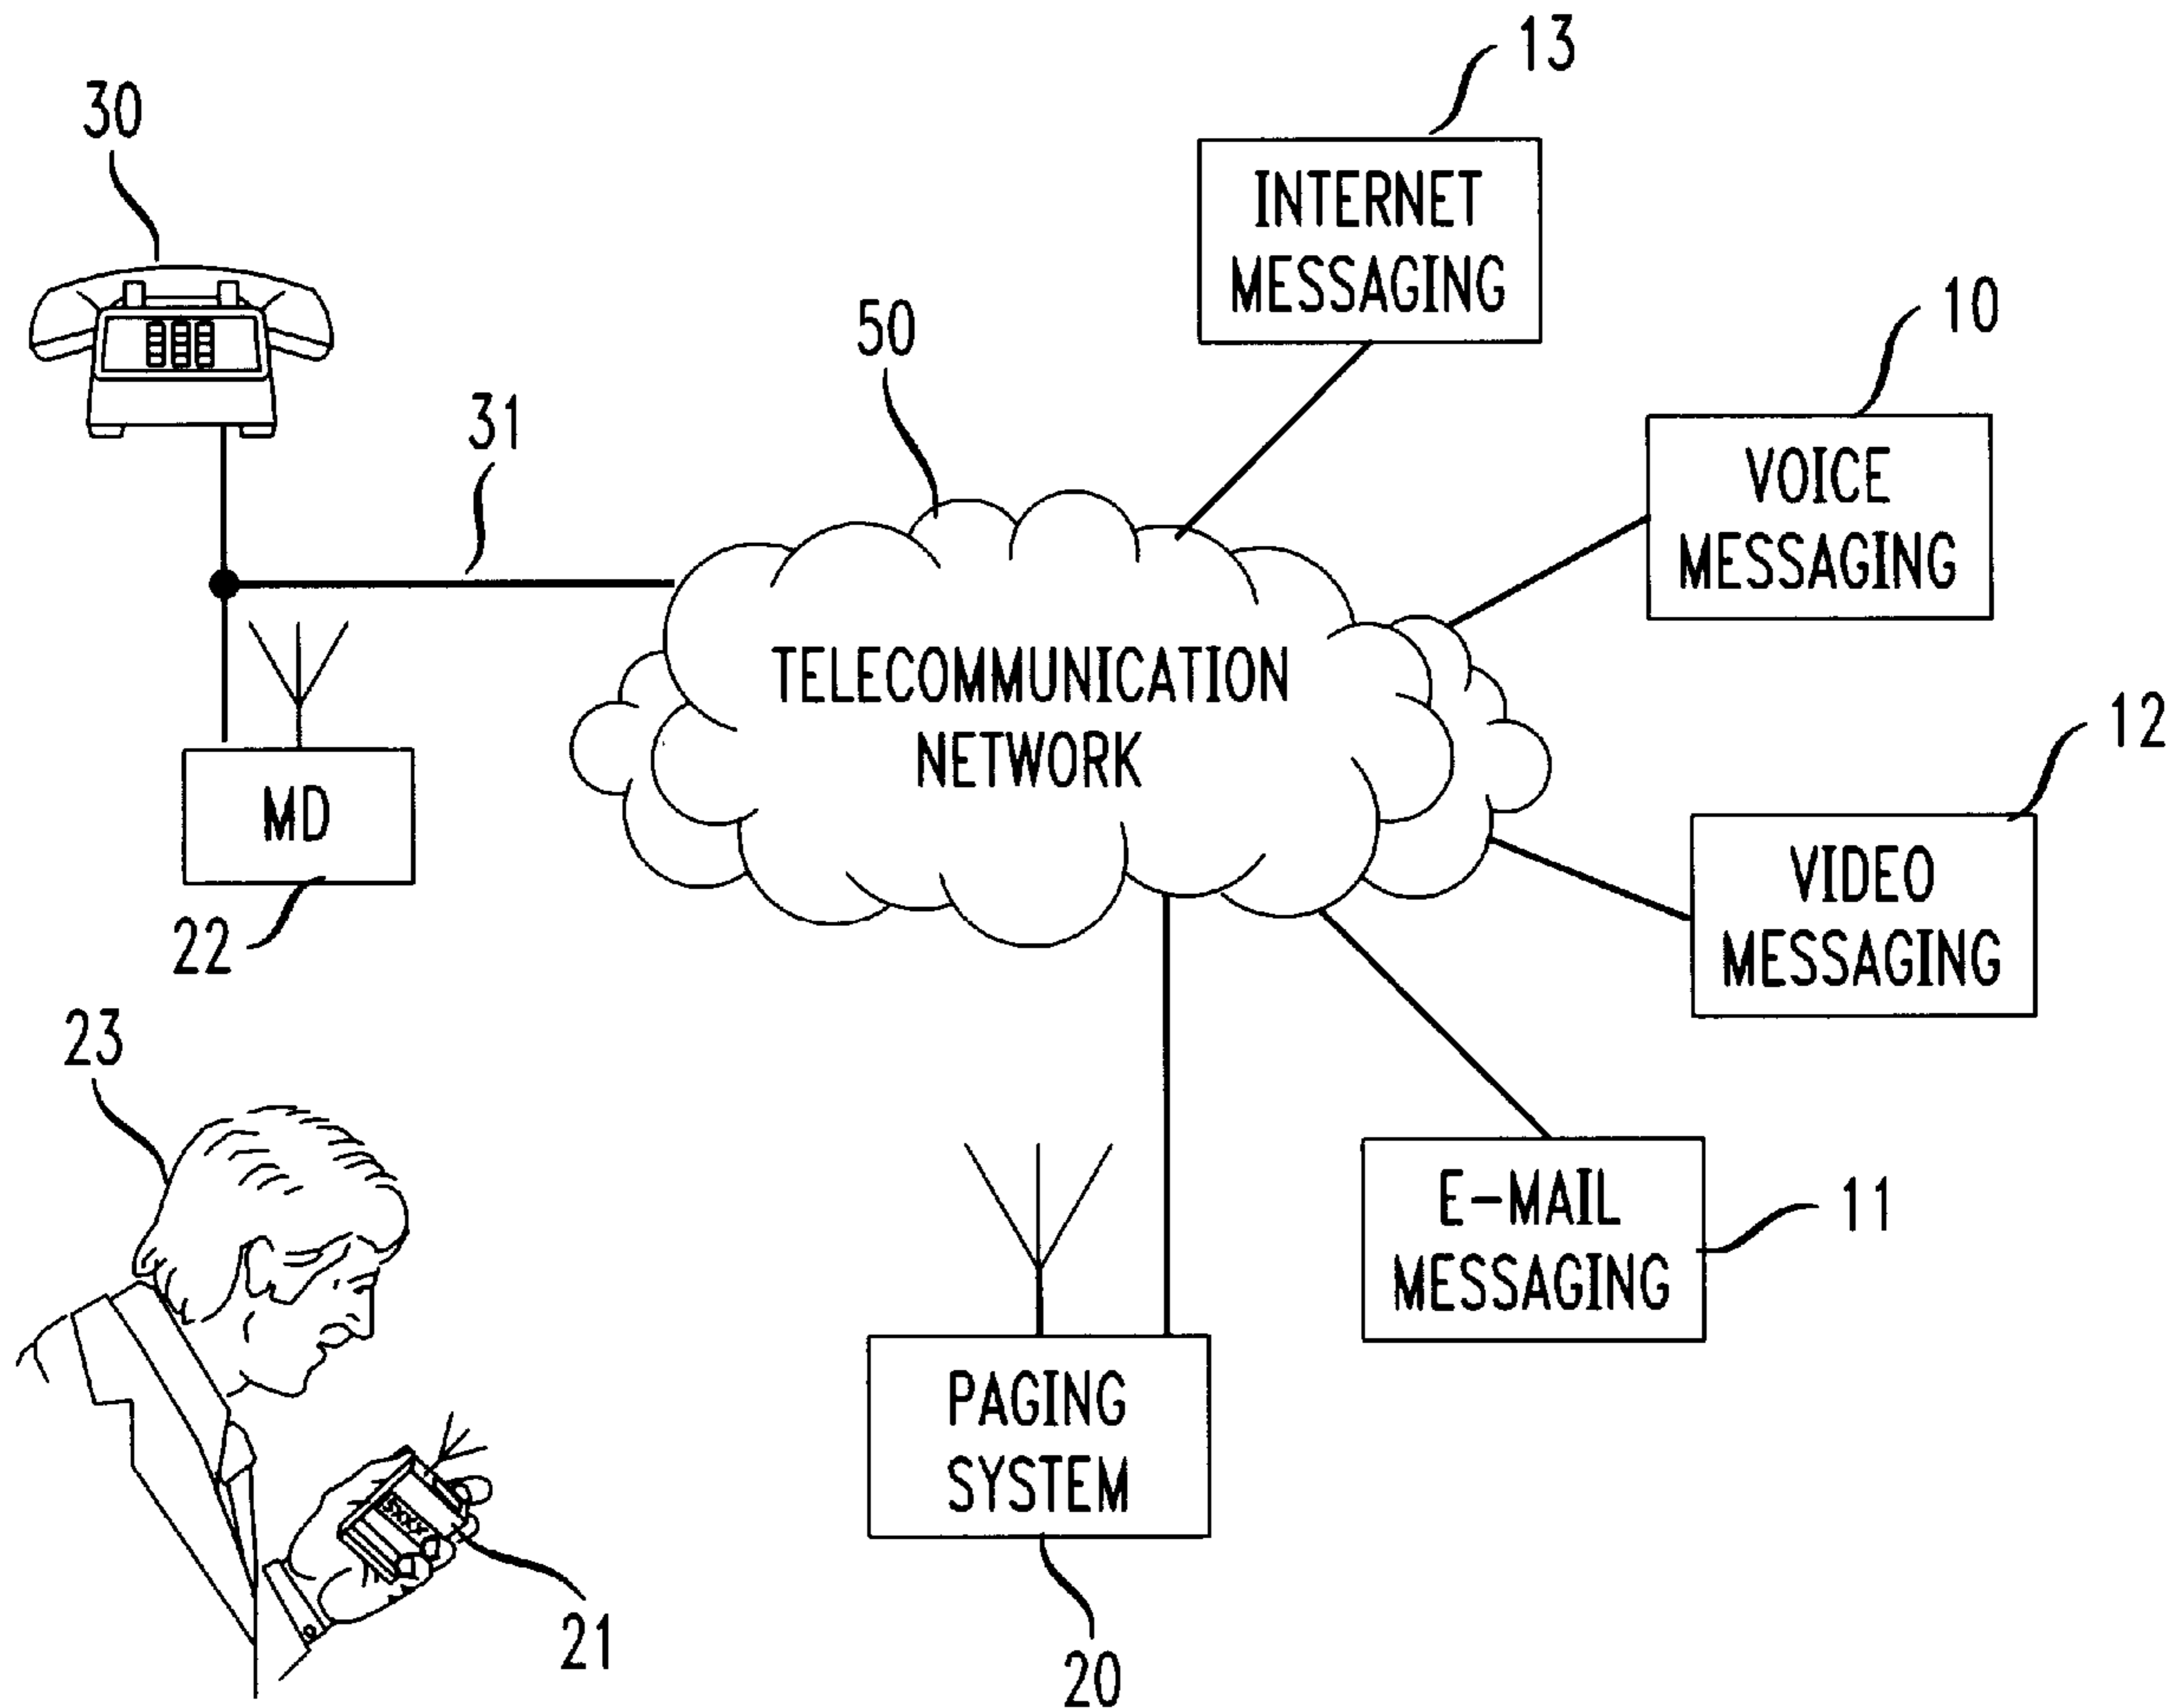 13
30
INTERNET
MESSAGING
10
50
31
VOICE
MESSAGING
TELECOMMUNICATION
NETWORK
12
MD
VIDEO
MESSAGING
22
23
E-MAIL
MESSAGING
11
PAGING
SYSTEM
21
20